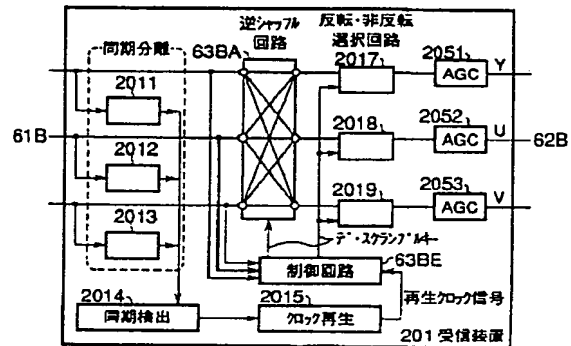 逆シャッフル
回路
反転・非反転
選択回路
同期分離
63BA
2017
2051
AGC
Y
2011
61B
2012
2018
2052
AGC
U
62B
2013
2019
2053
AGC
V
デ・スクランブルキー
制御回路
63BE
再生クロック信号
2014
同期検出
2015
クロック再生
201 受信装置